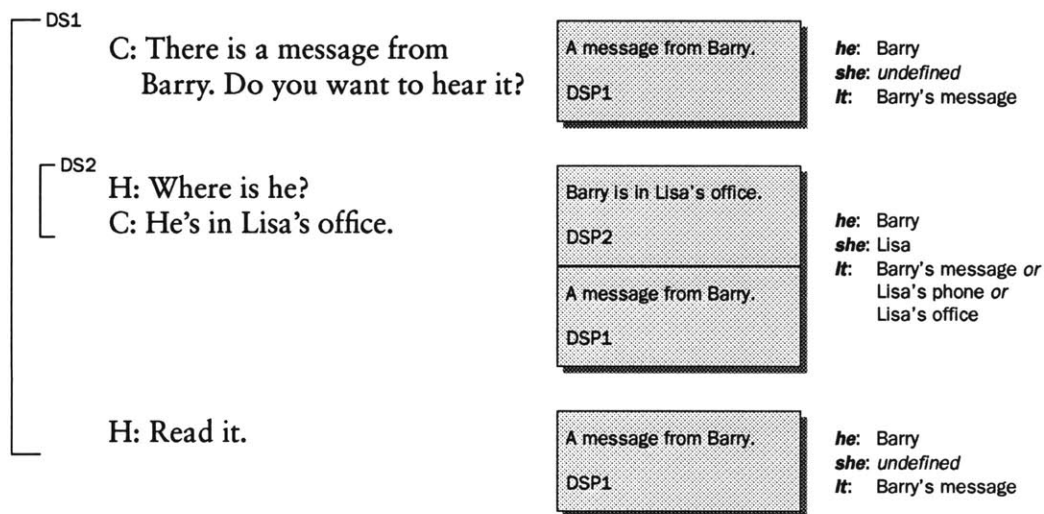 DS1
C: There is a message from
Barry. Do you want to hear it?
A message from Barry.
DSP1
he: Barry
she: undefined
It: Barry's message
DS2
H: Where is he?
C: He's in Lisa's office.
Barry is in Lisa's office.
DSP2
A message from Barry.
DSP1
he: Barry
she: Lisa
It: Barry's message or
Lisa's phone or
Lisa's office
H: Read it.
A message from Barry.
DSP1
he: Barry
she: undefined
It: Barry's message